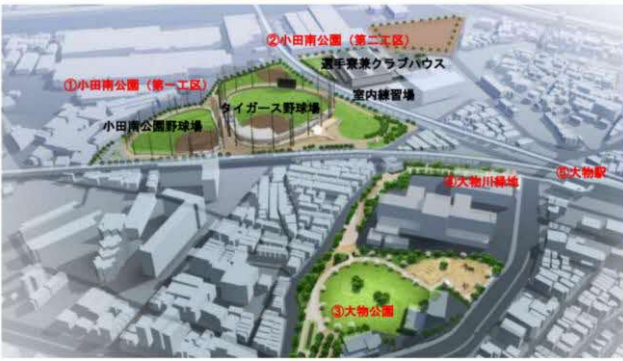 ②小田南公園（第二工区）
選手寮兼クラブハウス
①小田南公園（第一工区）
室内練習場
タイガース野球場
小田南公園野球場
⑤大物駅
④大物川緑地
③大物公園